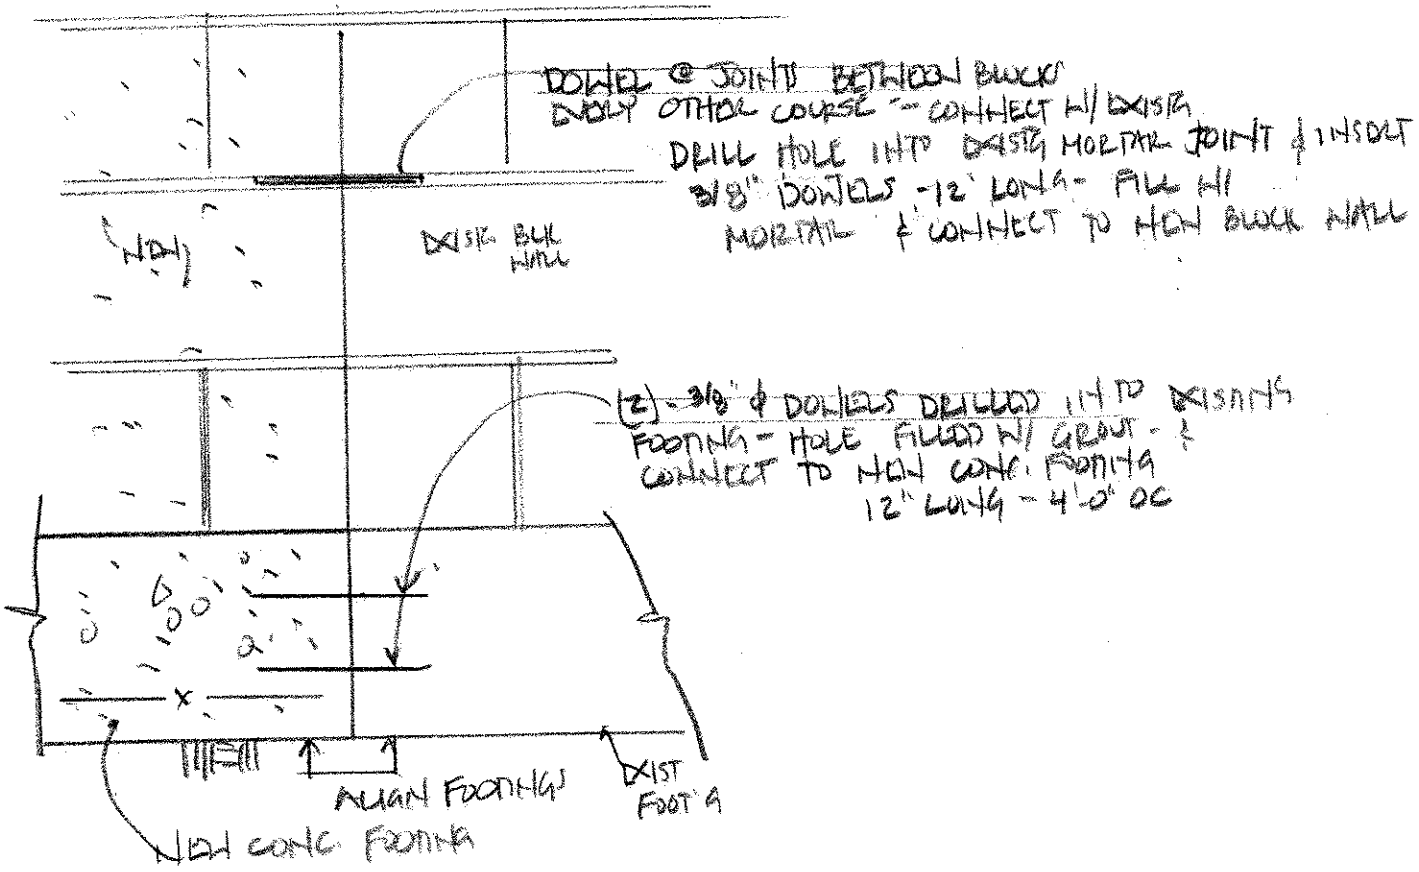 DOWEL @ JOINTS BETWEEN BLOCKS
EVERY OTHER COURSE - CONNECT W/ EXIST'G
DRILL HOLE INTO EXIST'G MORTAR JOINT & INSERT
3/8" DOWELS - 12" LONG - FILL W/
MORTAR & CONNECT TO NEW BLOCK WALL
NEW
EXIST'G BLK
WALL
(2) - 3/8" ϕ DOWELS DRILLED INTO EXISTING
FOOTING - HOLE FILLED W/ GROUT - &
CONNECT TO NEW CONC. FOOTING
12" LONG - 4'-0" OC
ALIGN FOOTINGS
EXIST
FOOT'G
NEW CONC. FOOTING